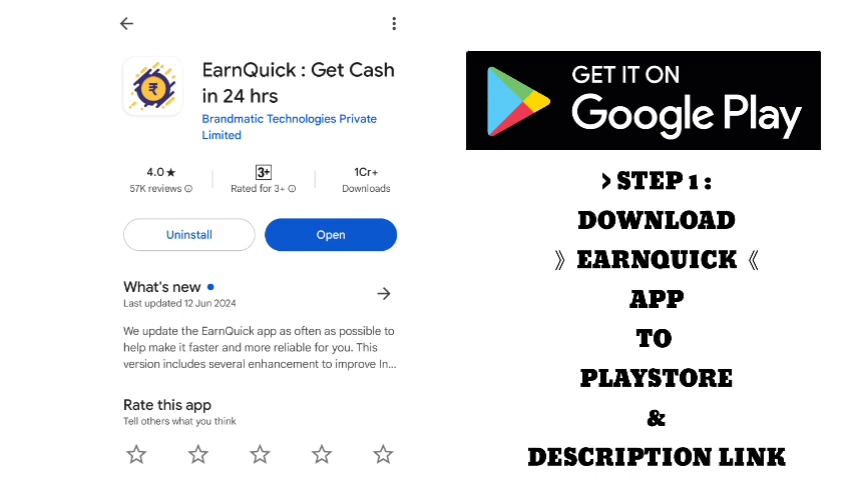 EarnQuick : Get Cash
in 24 hrs
Brandmatic Technologies Private
Limited
4.0★
57K reviews
3+
Rated for 3+
1Cr+
Downloads
Uninstall
Open
What's new
Last updated 12 Jun 2024
We update the EarnQuick app as often as possible to
help make it faster and more reliable for you. This
version includes several enhancement to improve In...
Rate this app
Tell others what you think
GET IT ON
Google Play
> STEP 1 :
DOWNLOAD
》 EARNQUICK 《
APP
TO
PLAYSTORE
&
DESCRIPTION LINK